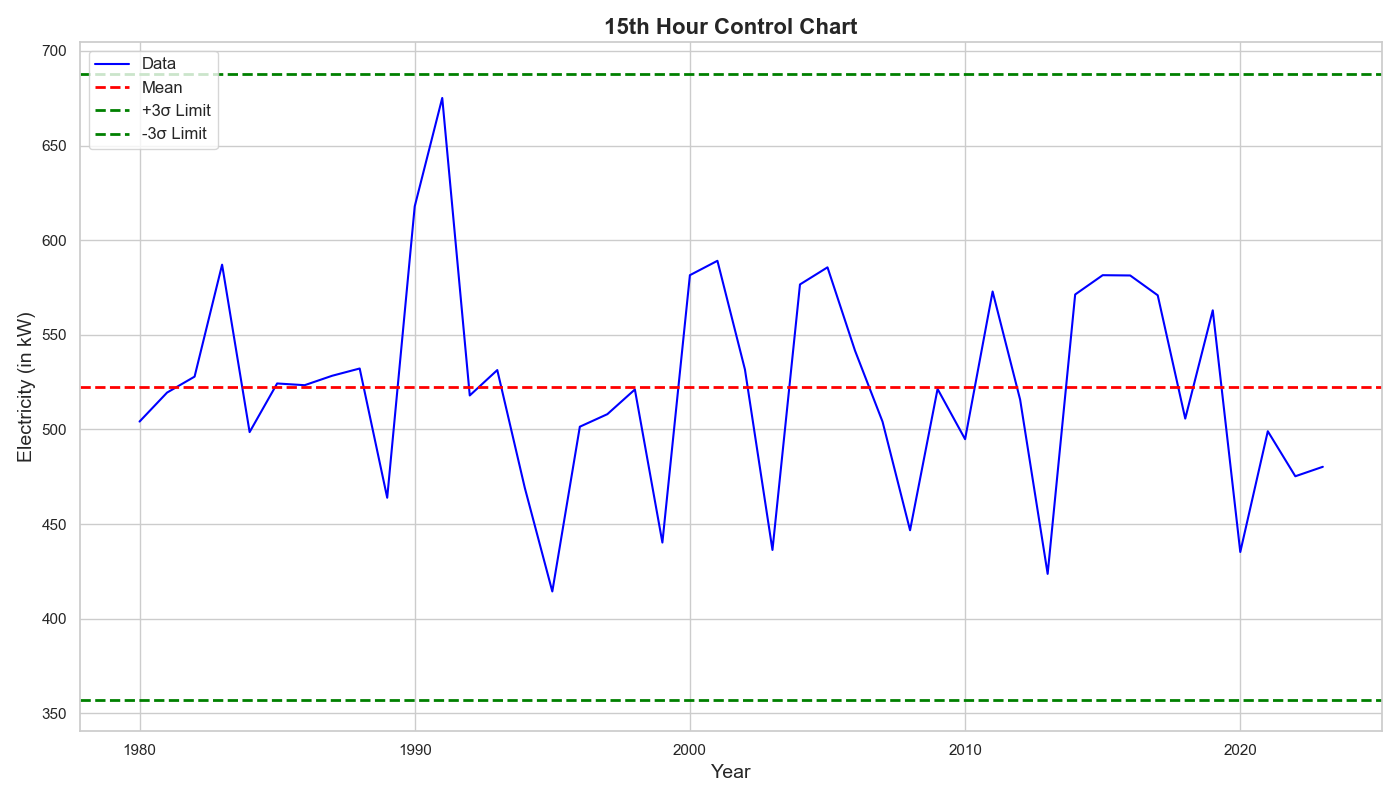 15th Hour Control Chart
Data
Mean
+3σ Limit
-3σ Limit
700
650
600
550
500
450
400
350
Electricity (in kW)
1980
1990
2000
2010
2020
Year